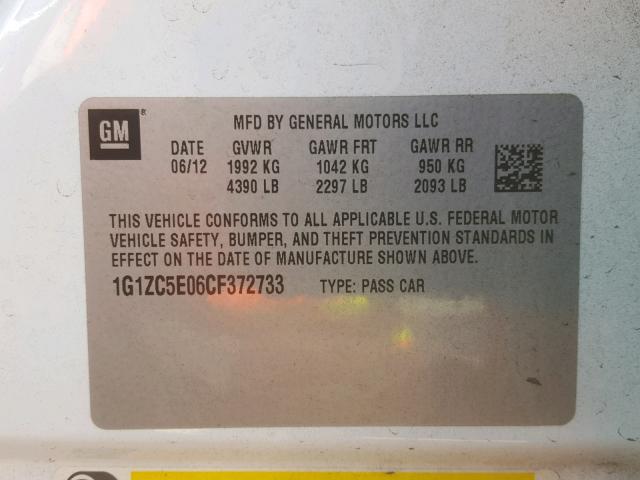 GM®
MFD BY GENERAL MOTORS LLC
DATE GVWR GAWR FRT GAWR RR
06/12 1992 KG 1042 KG 950 KG
4390 LB 2297 LB 2093 LB
THIS VEHICLE CONFORMS TO ALL APPLICABLE U.S. FEDERAL MOTOR
VEHICLE SAFETY, BUMPER, AND THEFT PREVENTION STANDARDS IN
EFFECT ON THE DATE OF MANUFACTURE SHOWN ABOVE.
1G1ZC5E06CF372733 TYPE: PASS CAR